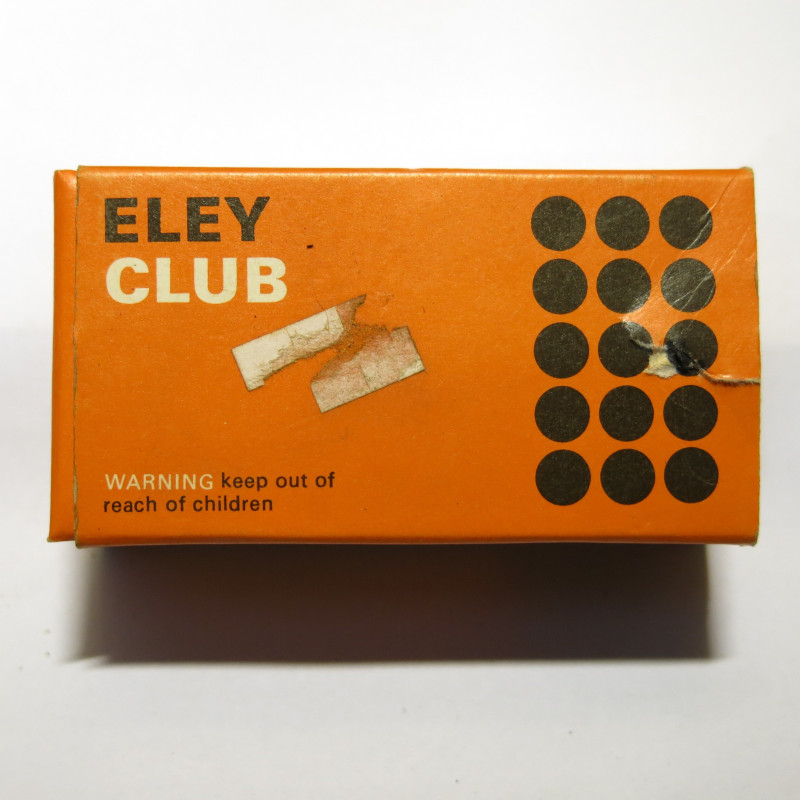 ELEY
CLUB
WARNING keep out of
reach of children